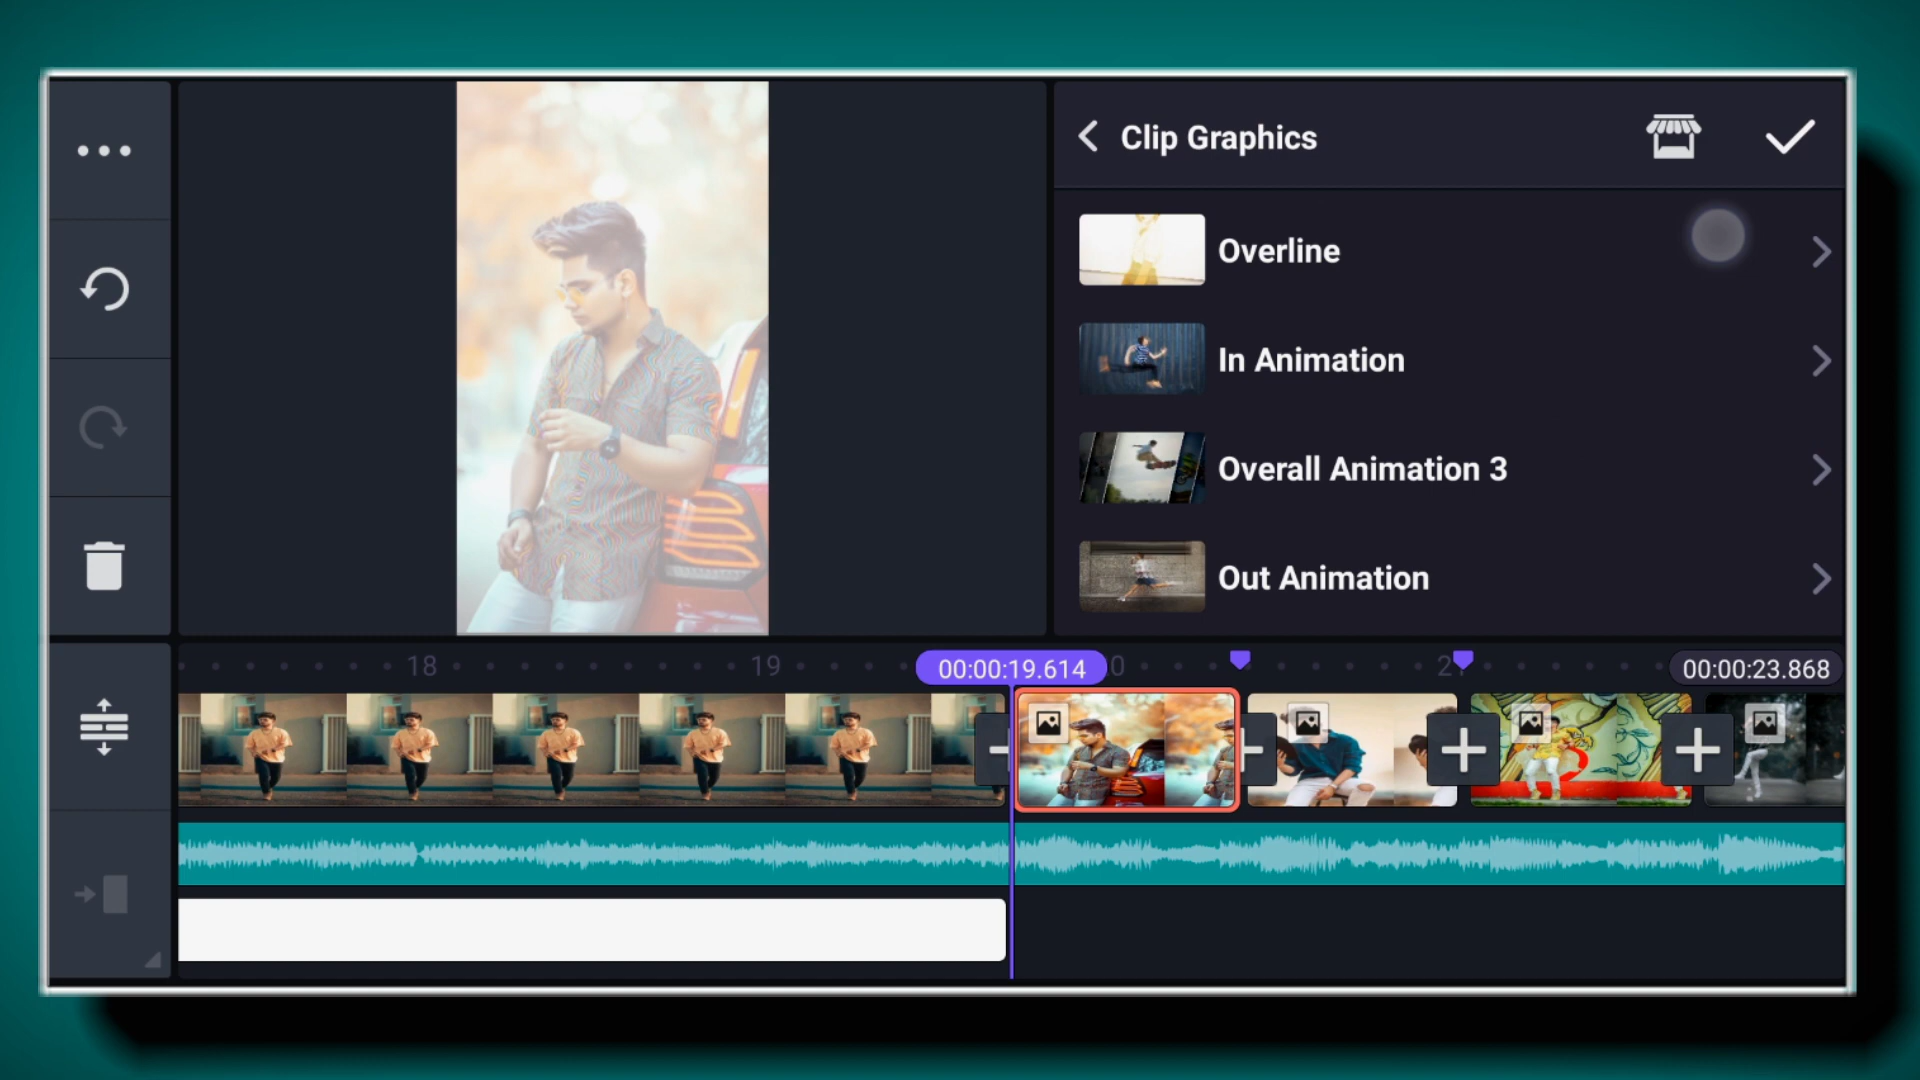 Clip Graphics
Overline
In Animation
Overall Animation 3
Out Animation
18
19
00:00:19.614
00:00:23.868